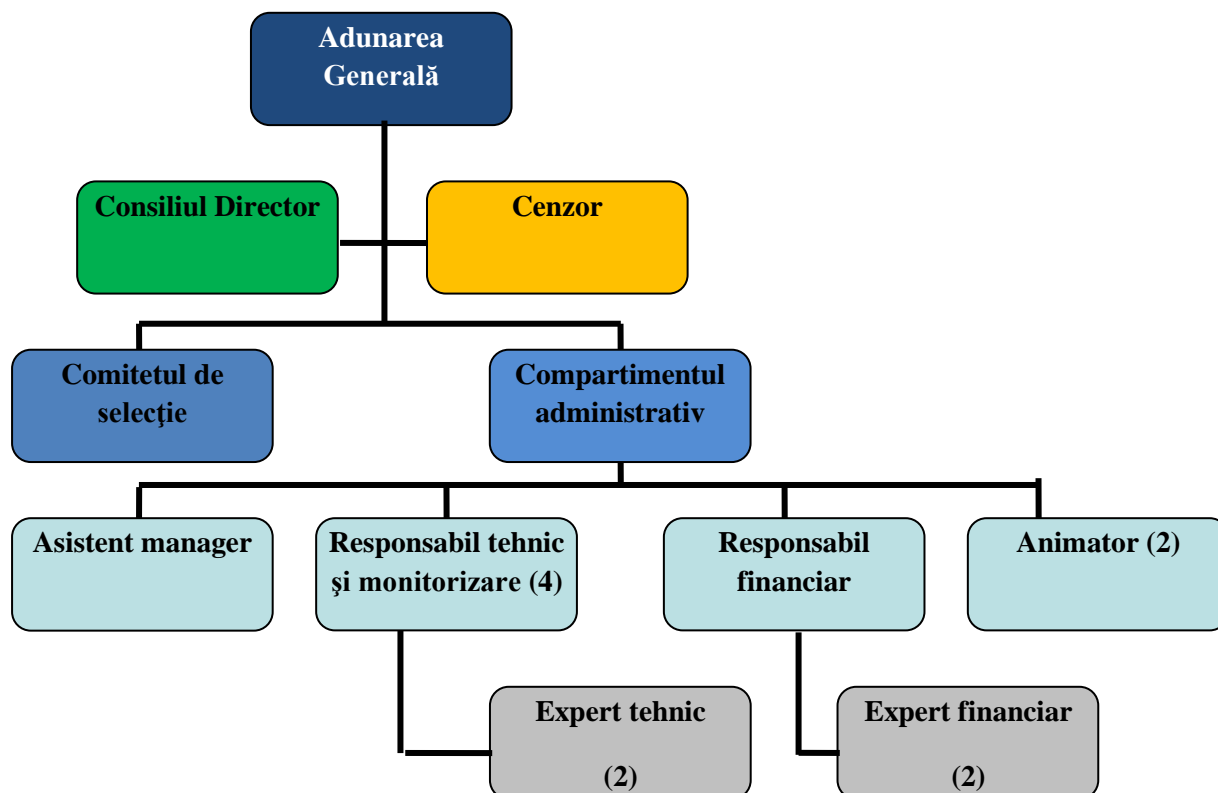 Adunarea
Generală
Consiliul Director
Cenzor
Comitetul de
selecţie
Compartimentul
administrativ
Asistent manager
Responsabil tehnic
şi monitorizare (4)
Responsabil
financiar
Animator (2)
Expert tehnic
(2)
Expert financiar
(2)